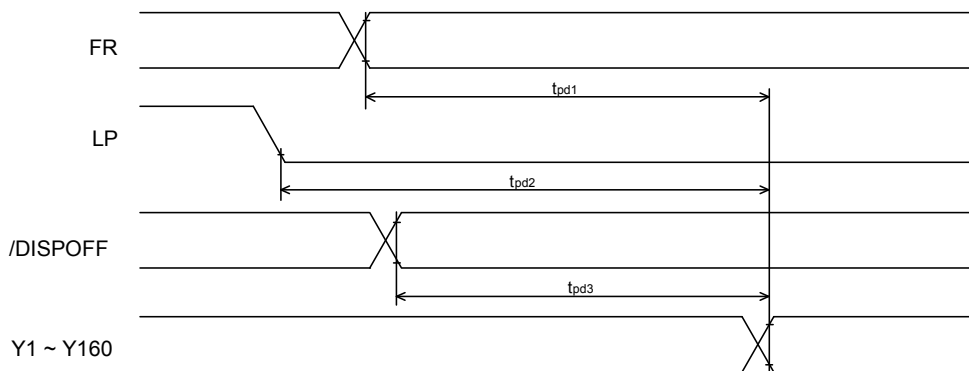 FR
tpd1
LP
tpd2
/DISPOFF
tpd3
Y1 ~ Y160